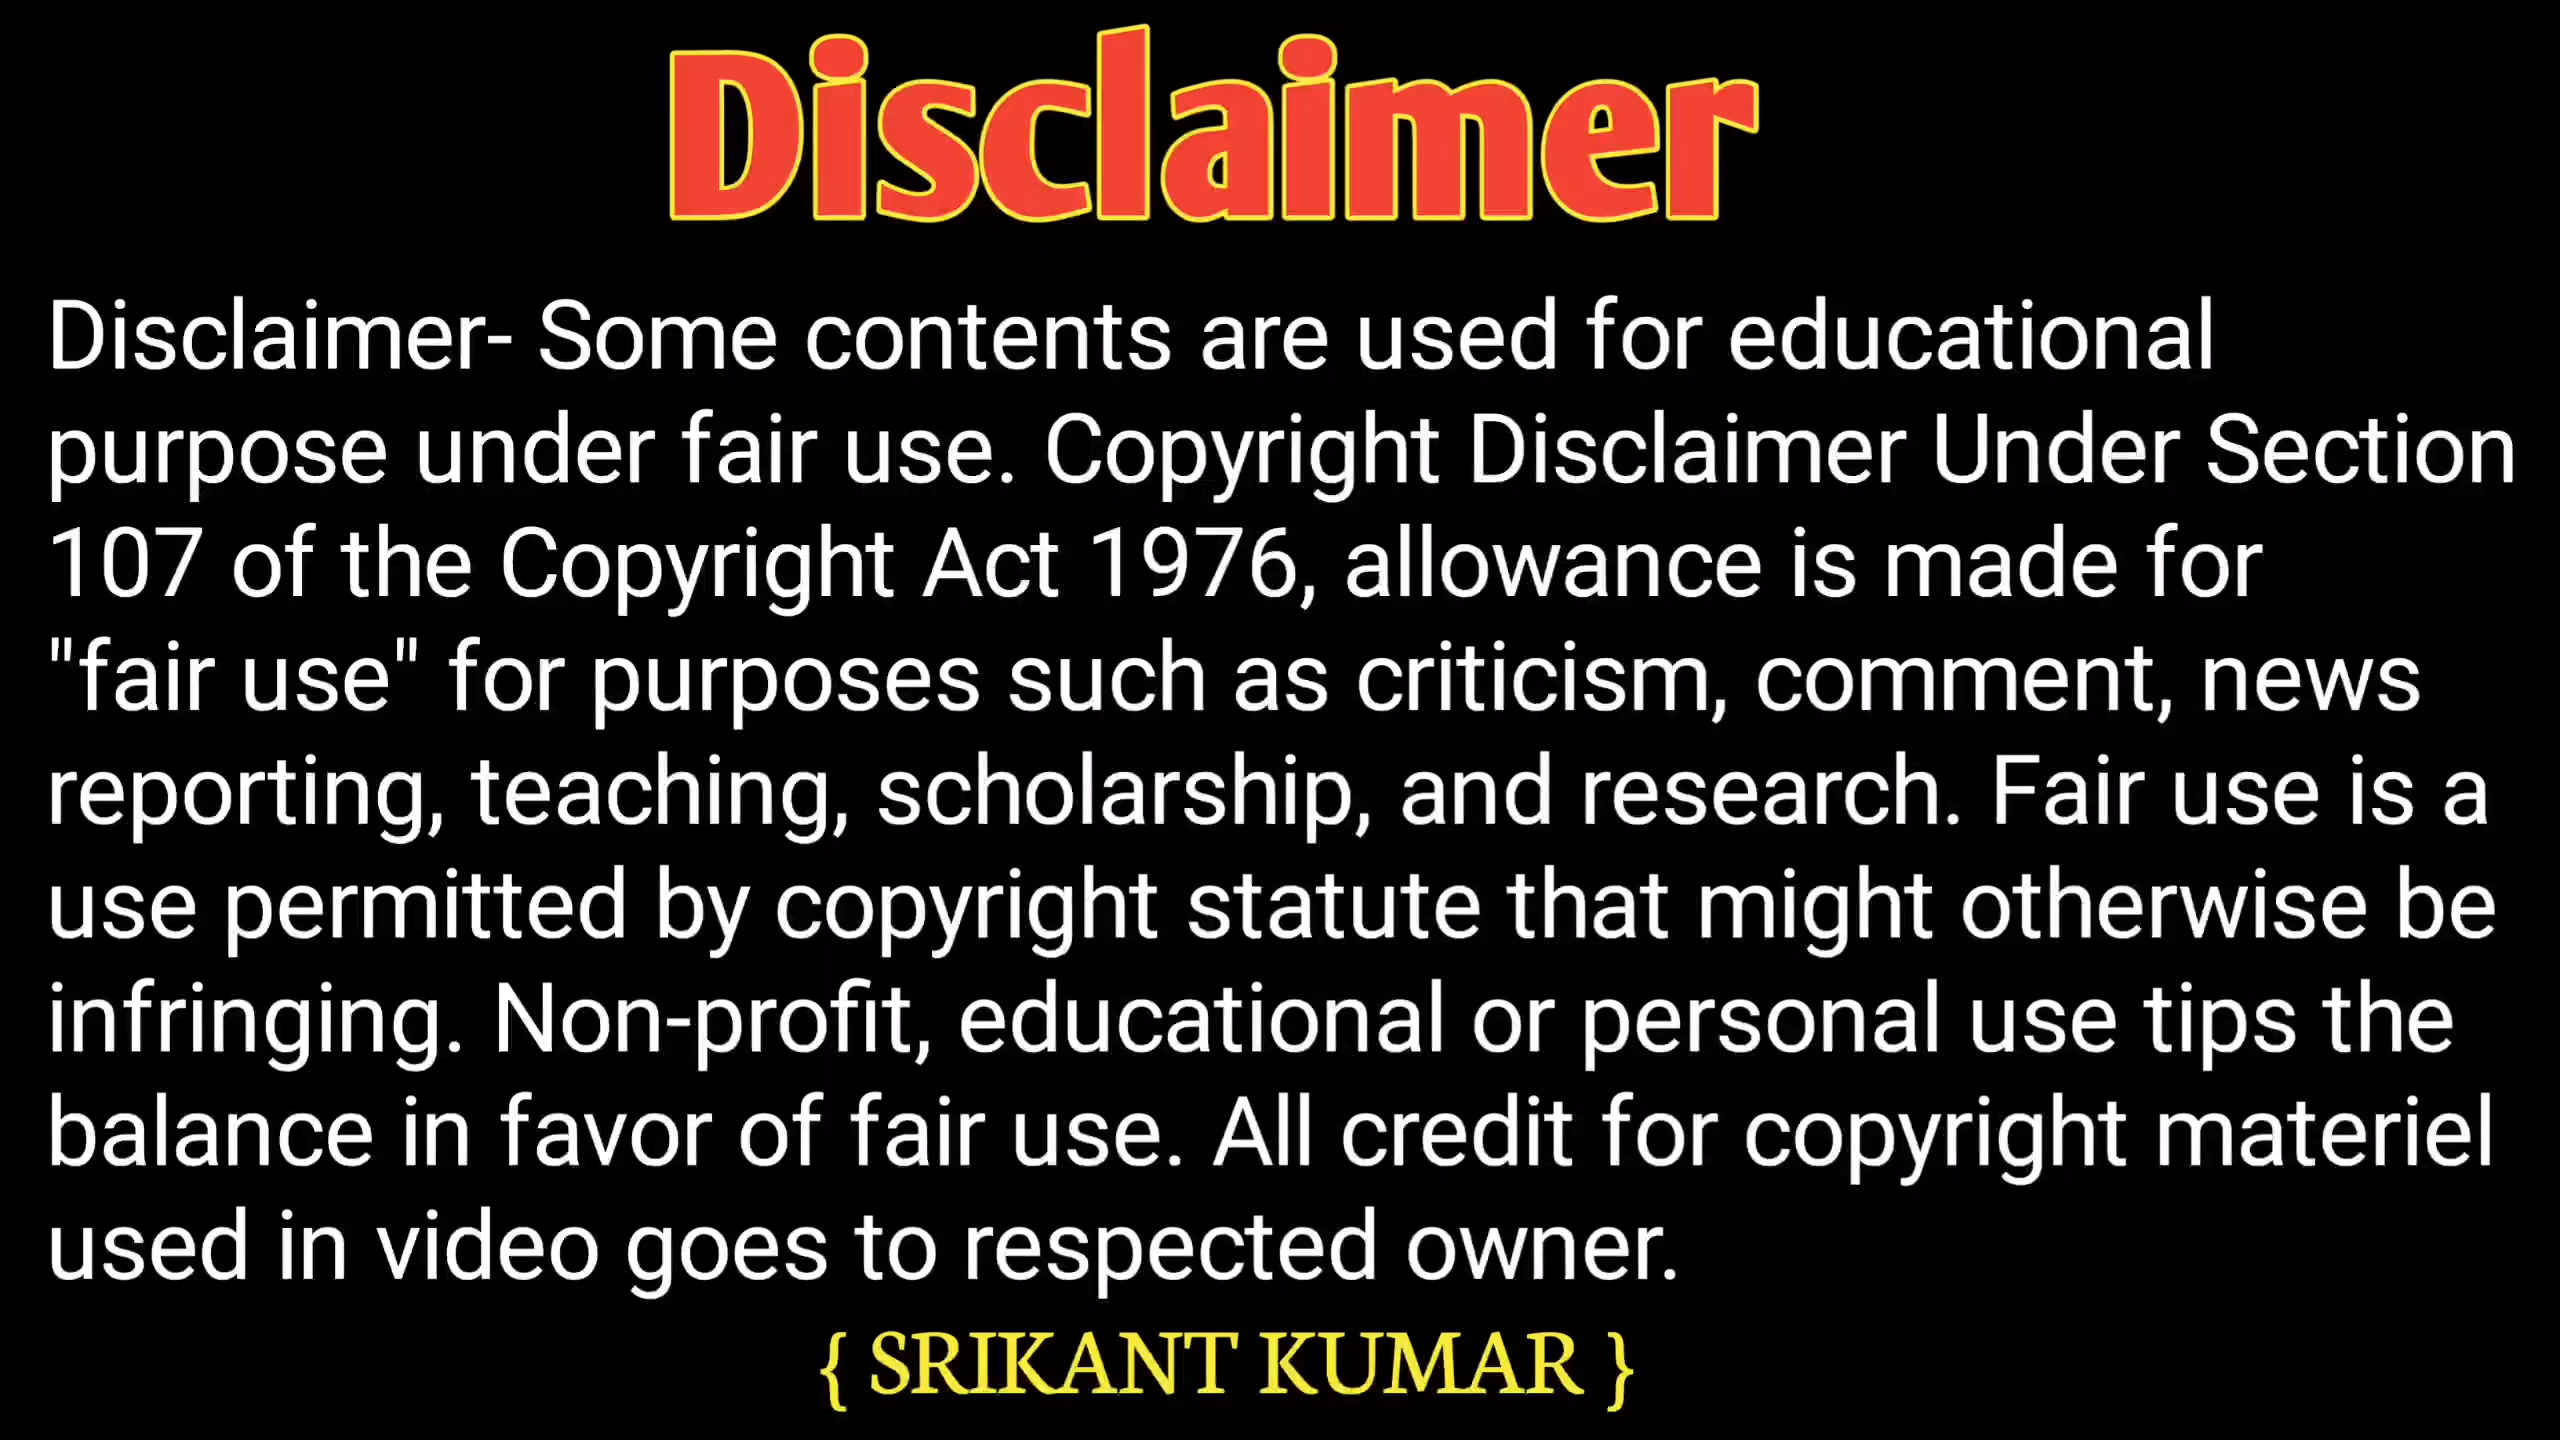 Disclaimer
Disclaimer- Some contents are used for educational
purpose under fair use. Copyright Disclaimer Under Section
107 of the Copyright Act 1976, allowance is made for
"fair use" for purposes such as criticism, comment, news
reporting, teaching, scholarship, and research. Fair use is a
use permitted by copyright statute that might otherwise be
infringing. Non-profit, educational or personal use tips the
balance in favor of fair use. All credit for copyright materiel
used in video goes to respected owner.
{ SRIKANT KUMAR }